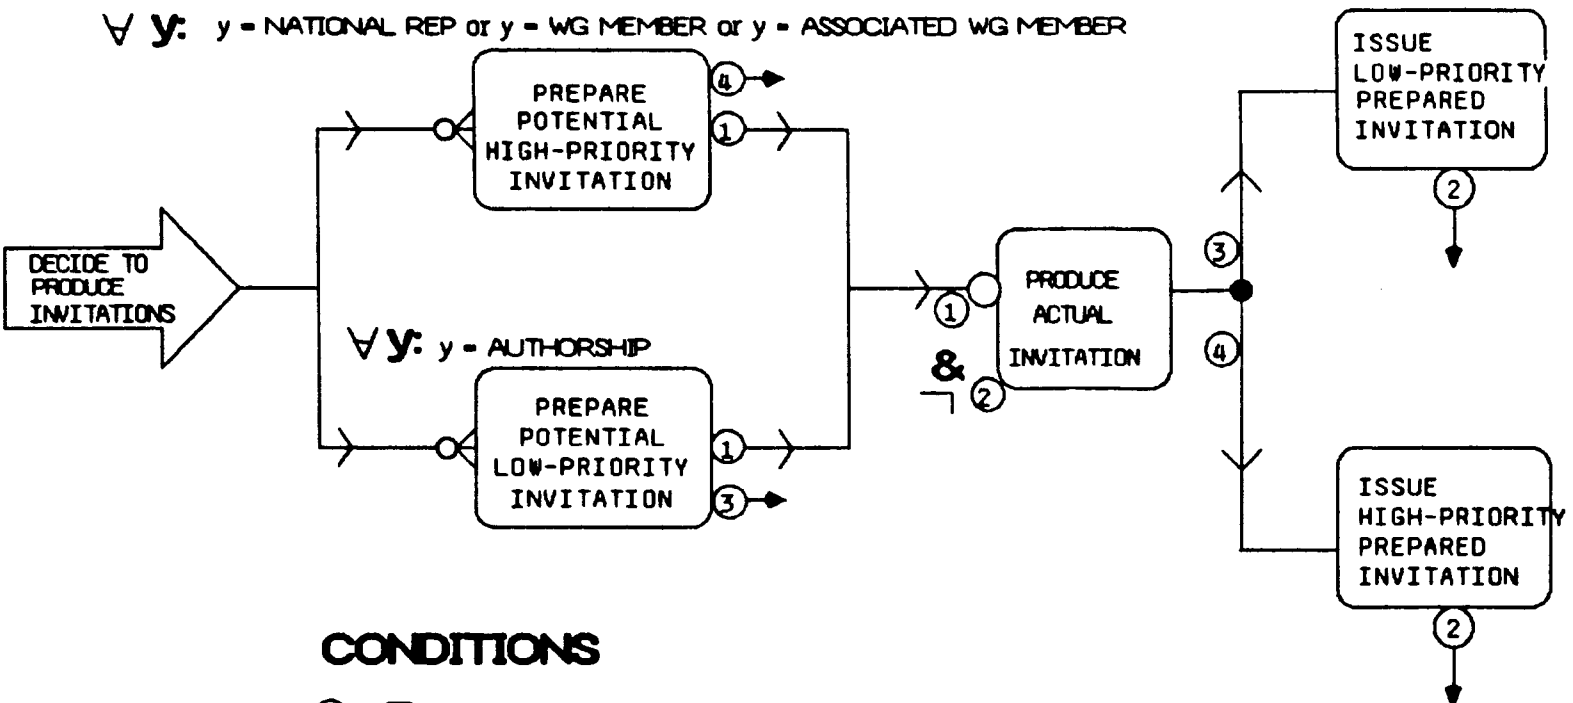 ∀ y: y = NATIONAL REP or y = WG MEMBER or y = ASSOCIATED WG MEMBER
PREPARE
POTENTIAL
HIGH-PRIORITY
INVITATION
4
1
ISSUE
LOW-PRIORITY
PREPARED
INVITATION
2
DECIDE TO
PRODUCE
INVITATIONS
∀ y: y = AUTHORSHIP
PREPARE
POTENTIAL
LOW-PRIORITY
INVITATION
1
3
1
& 
¬ 2
PRODUCE
ACTUAL
INVITATION
3
4
ISSUE
HIGH-PRIORITY
PREPARED
INVITATION
2
CONDITIONS